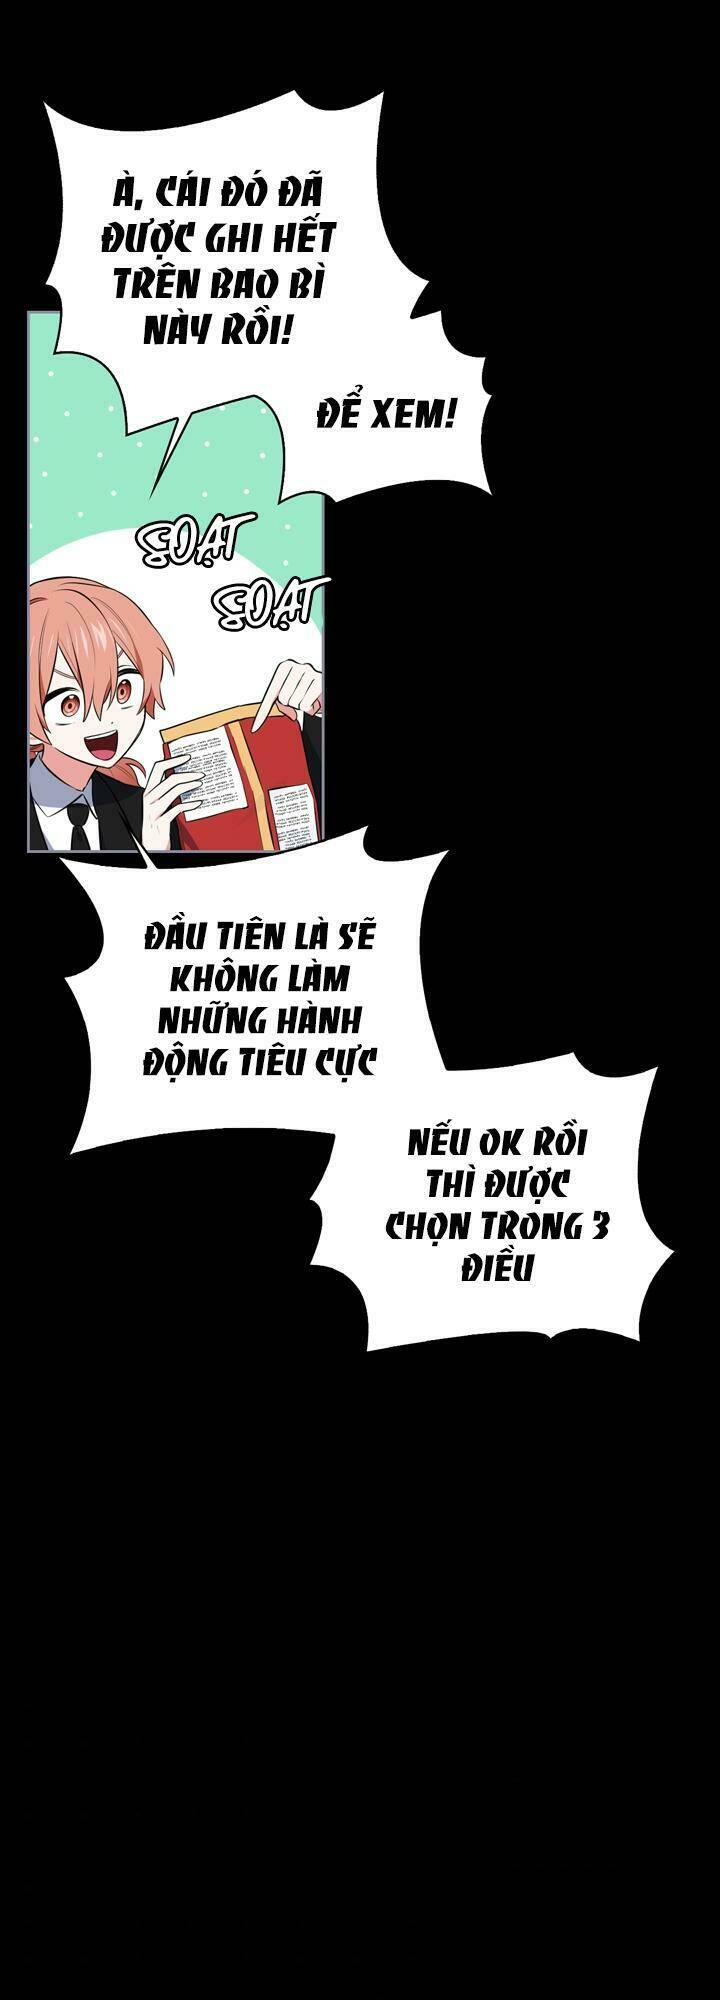 À, CÁI ĐÓ ĐÃ
ĐƯỢC GHI HẾT
TRÊN BAO BÌ
NÀY RỒI!
ĐỂ XEM!
SOẠT
SOẠT
ĐẦU TIÊN LÀ SẼ
KHÔNG LÀM
NHỮNG HÀNH
ĐỘNG TIÊU CỰC
NẾU OK RỒI
THÌ ĐƯỢC
CHỌN TRONG 3
ĐIỀU